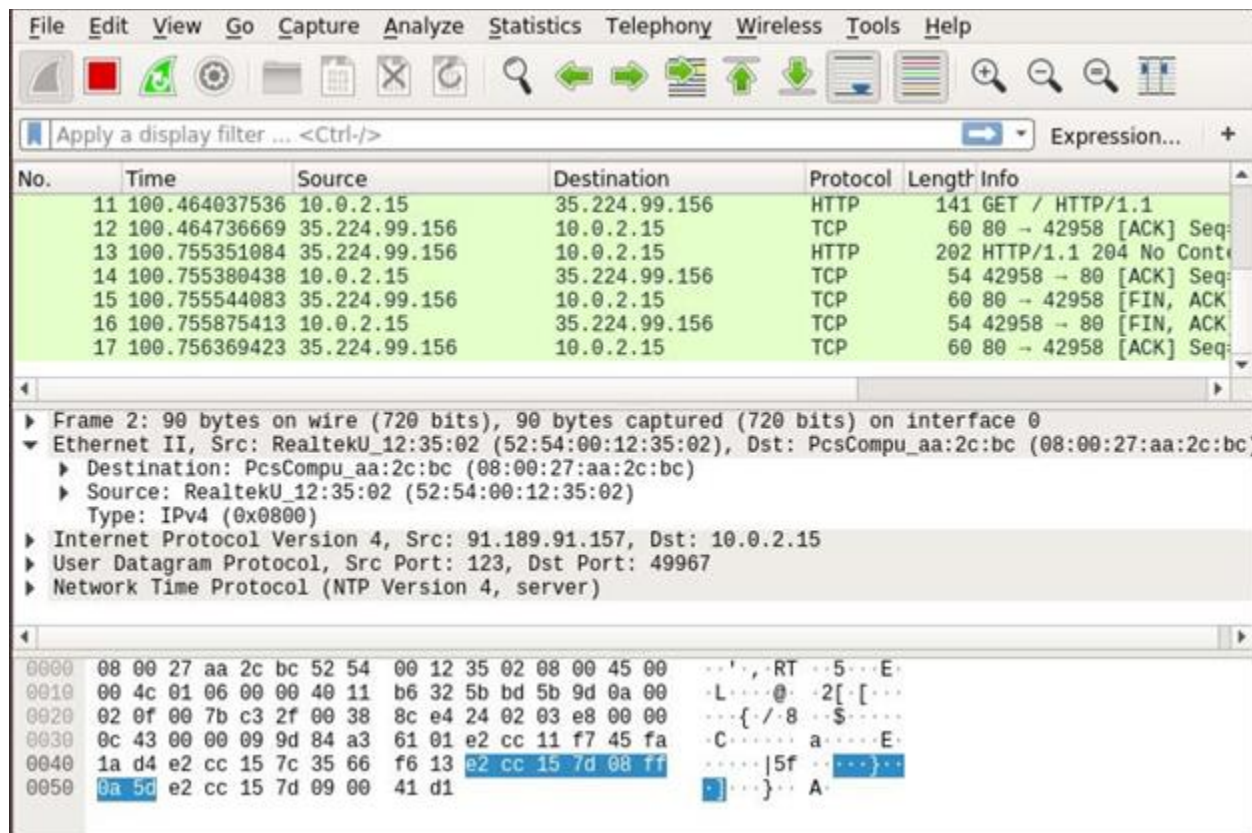 File Edit View Go Capture Analyze Statistics Telephony Wireless Tools Help
Apply a display filter ... <Ctrl-/> Expression... +
No. Time Source Destination Protocol Length Info
11 100.464037536 10.0.2.15 35.224.99.156 HTTP 141 GET / HTTP/1.1
12 100.464736669 35.224.99.156 10.0.2.15 TCP 60 80 → 42958 [ACK] Seq=
13 100.755351084 35.224.99.156 10.0.2.15 HTTP 202 HTTP/1.1 204 No Conte
14 100.755380438 10.0.2.15 35.224.99.156 TCP 54 42958 → 80 [ACK] Seq=
15 100.755544083 35.224.99.156 10.0.2.15 TCP 60 80 → 42958 [FIN, ACK
16 100.755875413 10.0.2.15 35.224.99.156 TCP 54 42958 → 80 [FIN, ACK
17 100.756369423 35.224.99.156 10.0.2.15 TCP 60 80 → 42958 [ACK] Seq=
Frame 2: 90 bytes on wire (720 bits), 90 bytes captured (720 bits) on interface 0
Ethernet II, Src: RealtekU_12:35:02 (52:54:00:12:35:02), Dst: PcsCompu_aa:2c:bc (08:00:27:aa:2c:bc)
Destination: PcsCompu_aa:2c:bc (08:00:27:aa:2c:bc)
Source: RealtekU_12:35:02 (52:54:00:12:35:02)
Type: IPv4 (0x0800)
Internet Protocol Version 4, Src: 91.189.91.157, Dst: 10.0.2.15
User Datagram Protocol, Src Port: 123, Dst Port: 49967
Network Time Protocol (NTP Version 4, server)
0000 08 00 27 aa 2c bc 52 54 00 12 35 02 08 00 45 00 ··'·,·RT ··5···E·
0010 00 4c 01 06 00 00 40 11 b6 32 5b bd 5b 9d 0a 00 ·L····@· ·2[·[···
0020 02 0f 00 7b c3 2f 00 38 8c e4 24 02 03 e8 00 00 ···{·/·8 ··$·····
0030 0c 43 00 00 09 9d 84 a3 61 01 e2 cc 11 f7 45 fa ·C······ a·····E·
0040 1a d4 e2 cc 15 7c 35 66 f6 13 e2 cc 15 7d 08 ff ·····|5f ·····}··
0050 0a 5d e2 cc 15 7d 09 00 41 d1 ·]···}·· A·